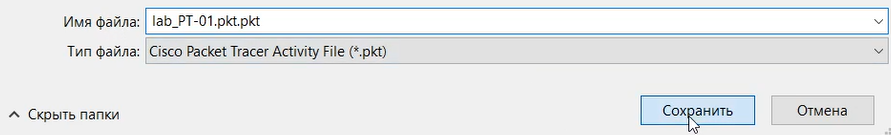 Имя файла: lab_PT-01.pkt.pkt
Тип файла: Cisco Packet Tracer Activity File (*.pkt)
Скрыть папки Сохранить Отмена